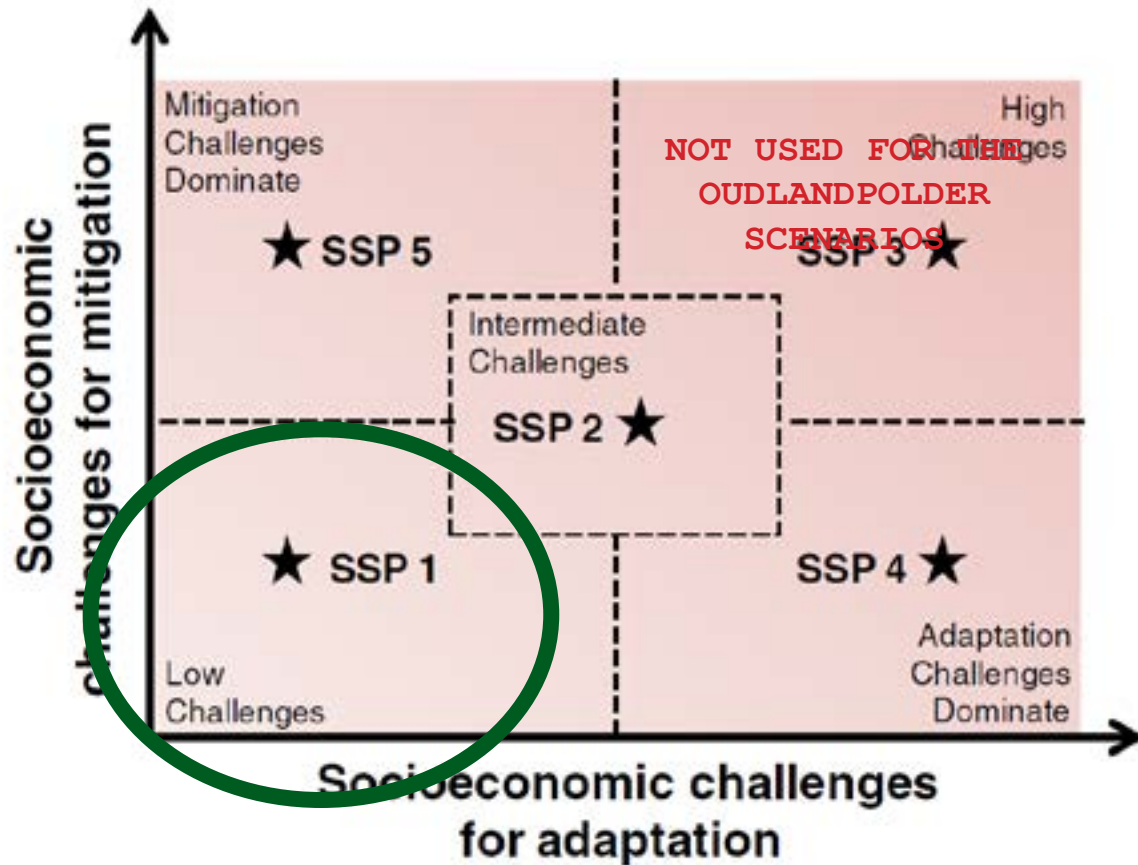 Socioeconomic
challenges for mitigation
Mitigation
Challenges
Dominate
High
Challenges
NOT USED FOR THE
OUDLANDPOLDER
SCENARIOS
★ SSP 5
SSP 3 ★
Intermediate
Challenges
SSP 2 ★
★ SSP 1
SSP 4 ★
Low
Challenges
Adaptation
Challenges
Dominate
Socioeconomic challenges
for adaptation